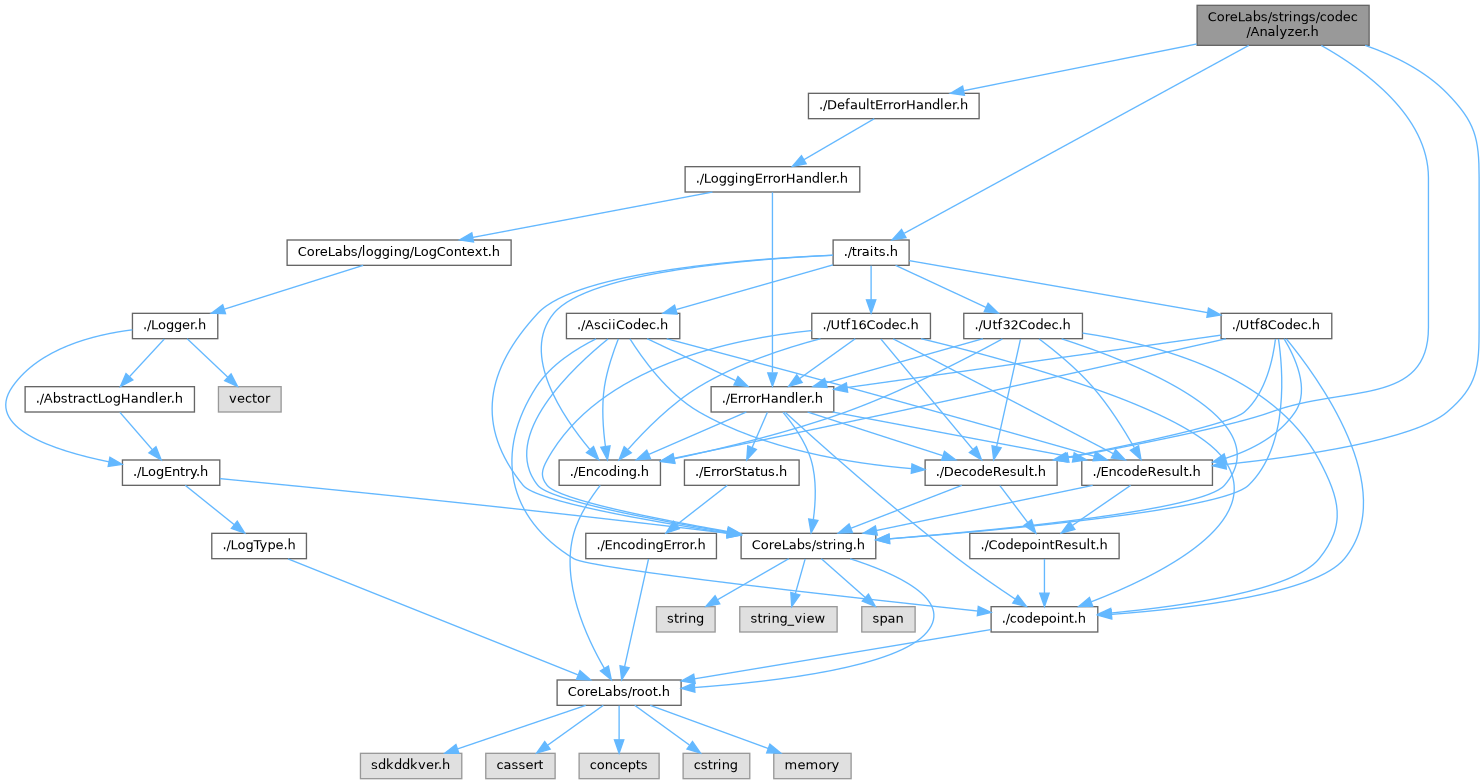 CoreLabs/strings/codec
/Analyzer.h
./DefaultErrorHandler.h
./LoggingErrorHandler.h
CoreLabs/logging/LogContext.h
./traits.h
./Logger.h
./AsciiCodec.h
./Utf16Codec.h
./Utf32Codec.h
./Utf8Codec.h
./AbstractLogHandler.h
vector
./ErrorHandler.h
./LogEntry.h
./Encoding.h
./ErrorStatus.h
./DecodeResult.h
./EncodeResult.h
./LogType.h
./EncodingError.h
CoreLabs/string.h
./CodepointResult.h
string
string_view
span
./codepoint.h
CoreLabs/root.h
sdkddkver.h
cassert
concepts
cstring
memory